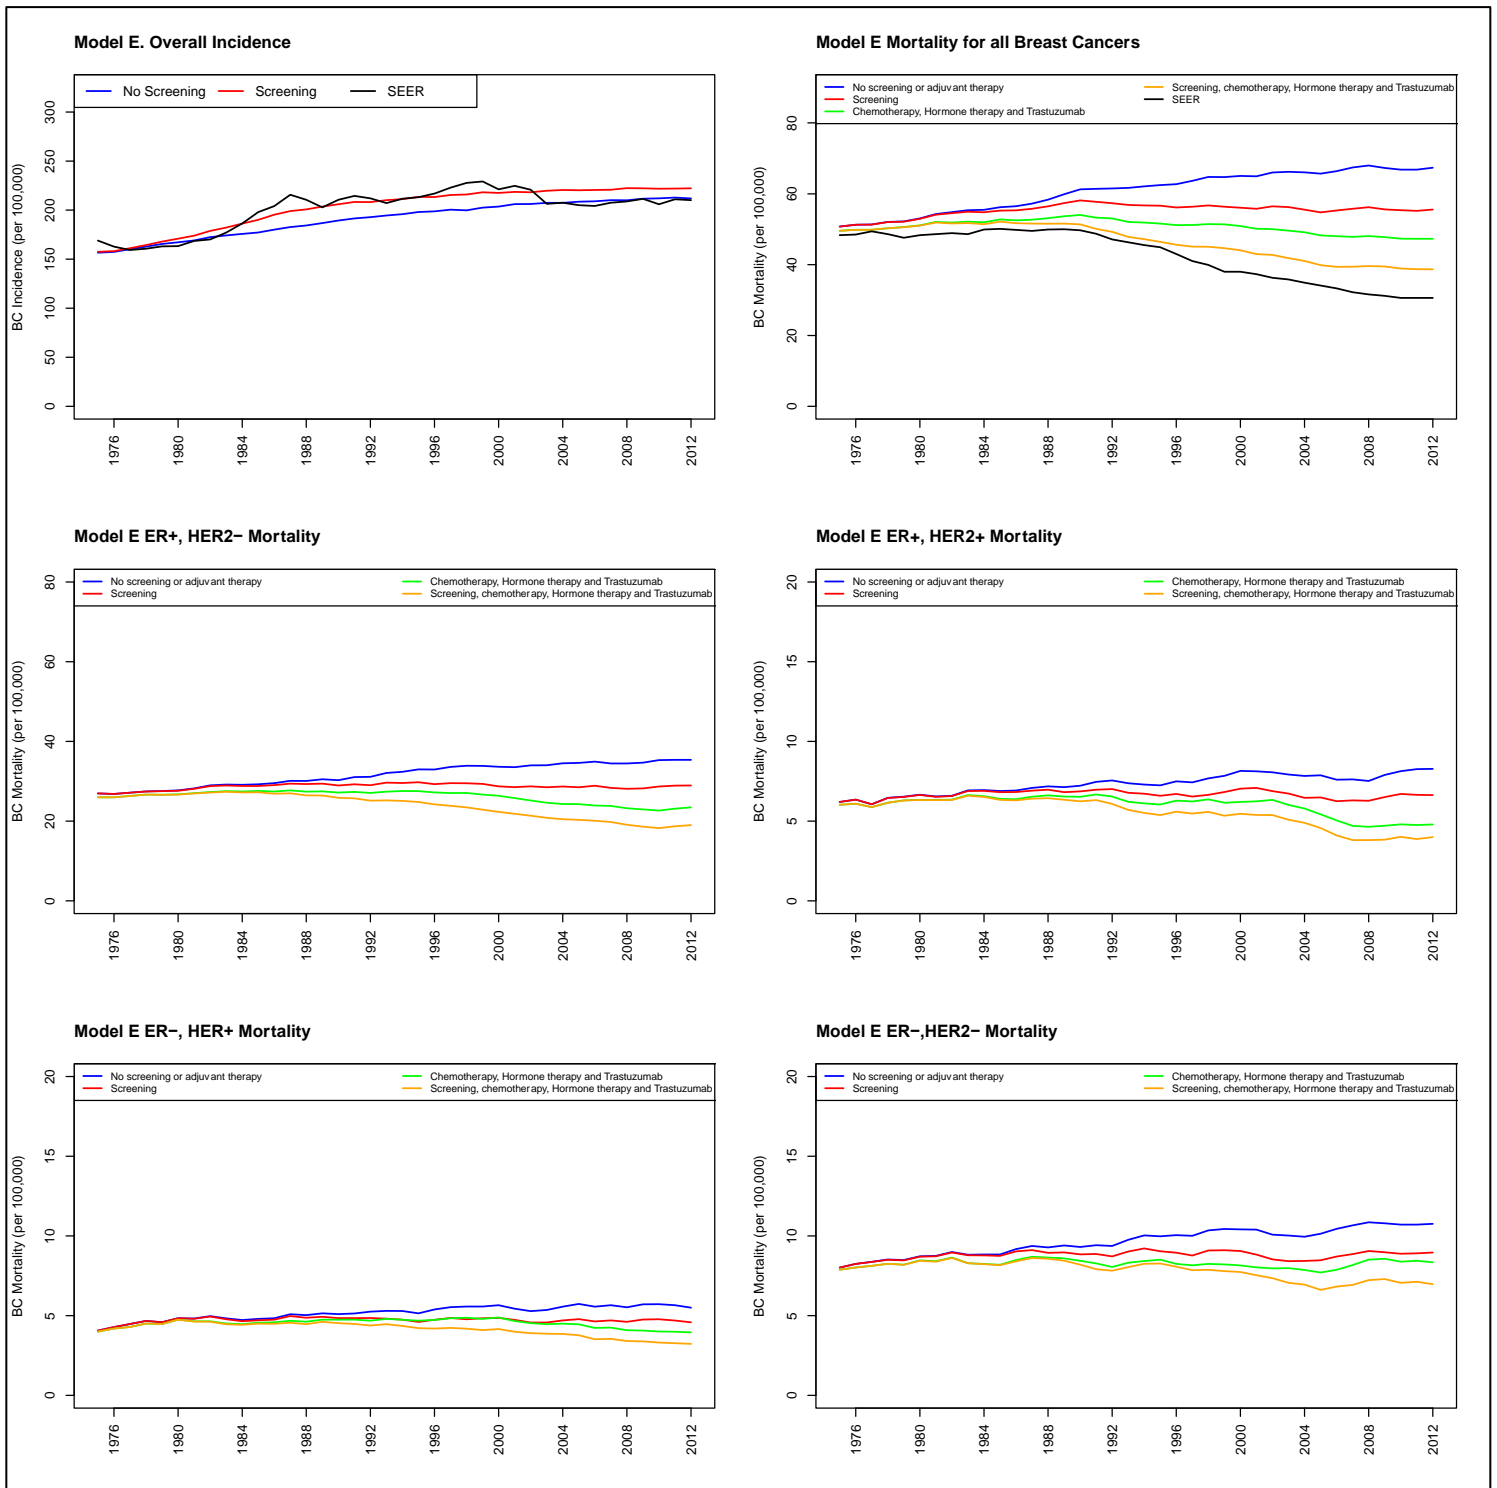 Model E. Overall Incidence
No Screening Screening SEER
BC Incidence (per 100,000)
0 50 100 150 200 250 300
1976 1980 1984 1988 1992 1996 2000 2004 2008 2012
Model E Mortality for all Breast Cancers
No screening or adjuvant therapy
Screening
Chemotherapy, Hormone therapy and Trastuzumab
Screening, chemotherapy, Hormone therapy and Trastuzumab
SEER
BC Mortality (per 100,000)
0 20 40 60 80
1976 1980 1984 1988 1992 1996 2000 2004 2008 2012
Model E ER+, HER2− Mortality
No screening or adjuvant therapy
Screening
Chemotherapy, Hormone therapy and Trastuzumab
Screening, chemotherapy, Hormone therapy and Trastuzumab
BC Mortality (per 100,000)
0 20 40 60 80
1976 1980 1984 1988 1992 1996 2000 2004 2008 2012
Model E ER+, HER2+ Mortality
No screening or adjuvant therapy
Screening
Chemotherapy, Hormone therapy and Trastuzumab
Screening, chemotherapy, Hormone therapy and Trastuzumab
BC Mortality (per 100,000)
0 5 10 15 20
1976 1980 1984 1988 1992 1996 2000 2004 2008 2012
Model E ER−, HER+ Mortality
No screening or adjuvant therapy
Screening
Chemotherapy, Hormone therapy and Trastuzumab
Screening, chemotherapy, Hormone therapy and Trastuzumab
BC Mortality (per 100,000)
0 5 10 15 20
1976 1980 1984 1988 1992 1996 2000 2004 2008 2012
Model E ER−,HER2− Mortality
No screening or adjuvant therapy
Screening
Chemotherapy, Hormone therapy and Trastuzumab
Screening, chemotherapy, Hormone therapy and Trastuzumab
BC Mortality (per 100,000)
0 5 10 15 20
1976 1980 1984 1988 1992 1996 2000 2004 2008 2012